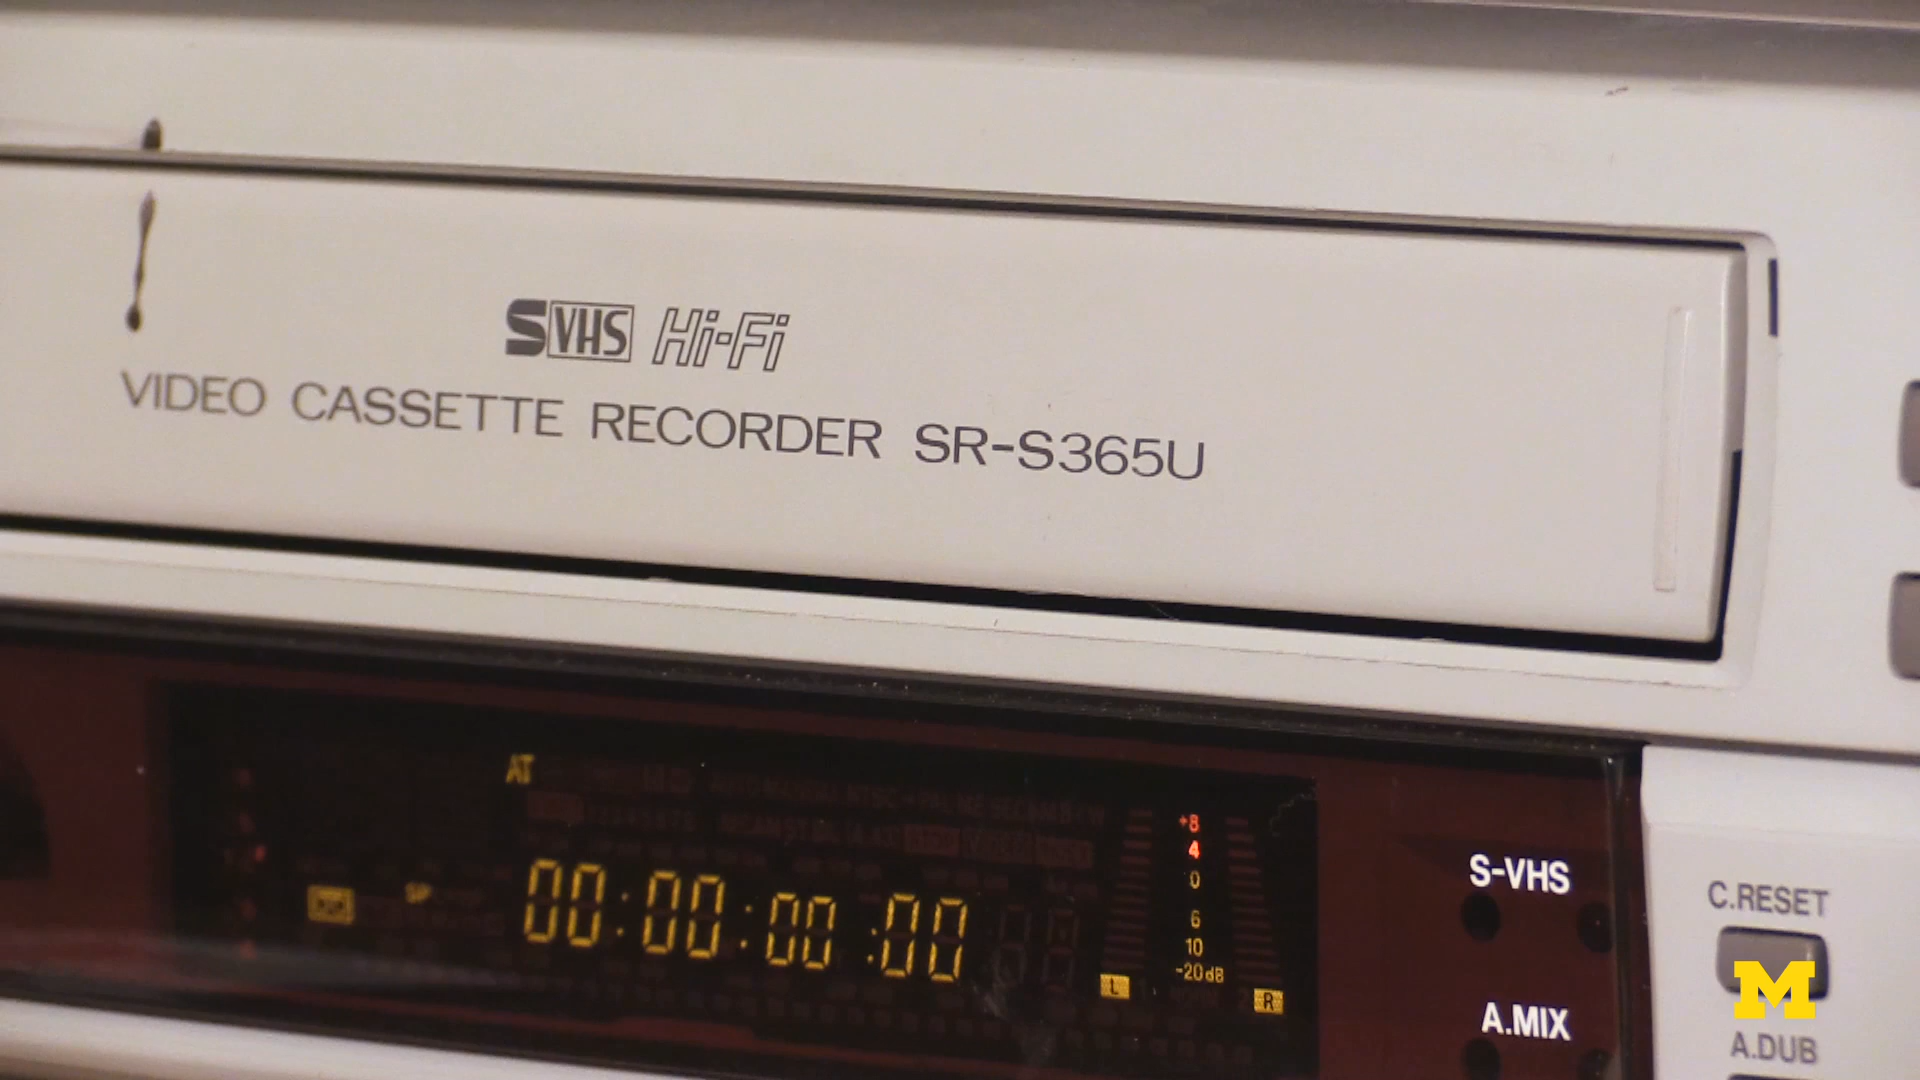 SVHS Hi-Fi
VIDEO CASSETTE RECORDER SR-S365U
AT
SP
00:00:00:00
+8
4
0
6
10
-20dB
L
R
S-VHS
A.MIX
C.RESET
M
A.DUB